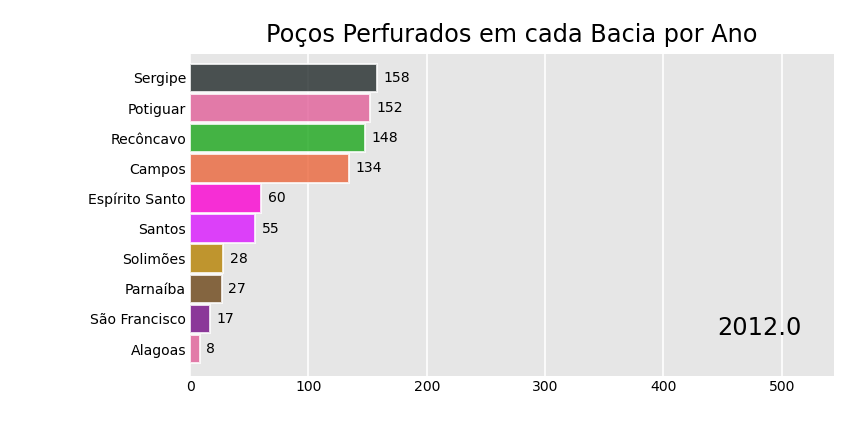 Poços Perfurados em cada Bacia por Ano
Sergipe 158
Potiguar 152
Recôncavo 148
Campos 134
Espírito Santo 60
Santos 55
Solimões 28
Parnaíba 27
São Francisco 17
2012.0
Alagoas 8
0 100 200 300 400 500